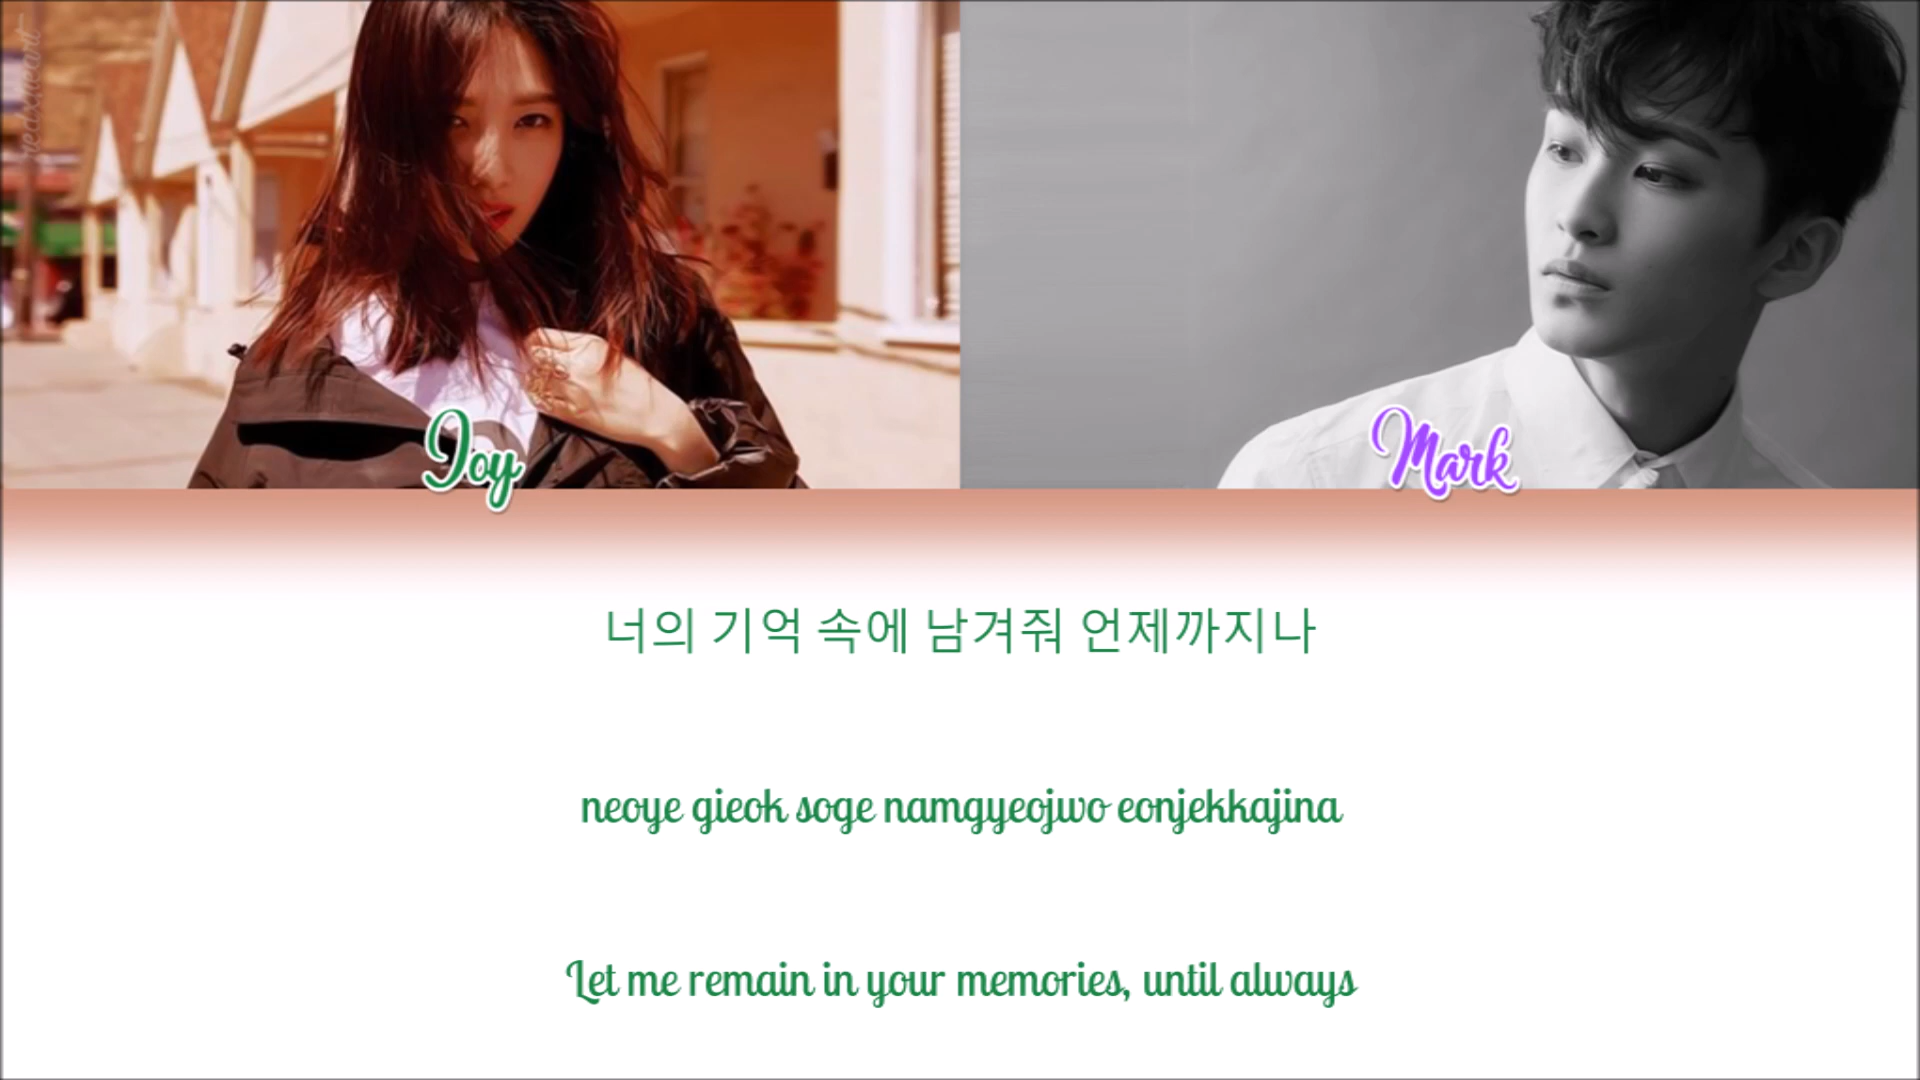 Joy
Mark
너의 기억 속에 남겨줘 언제까지나
neoye gieok soge namgyeojwo eonjekkajina
Let me remain in your memories, until always